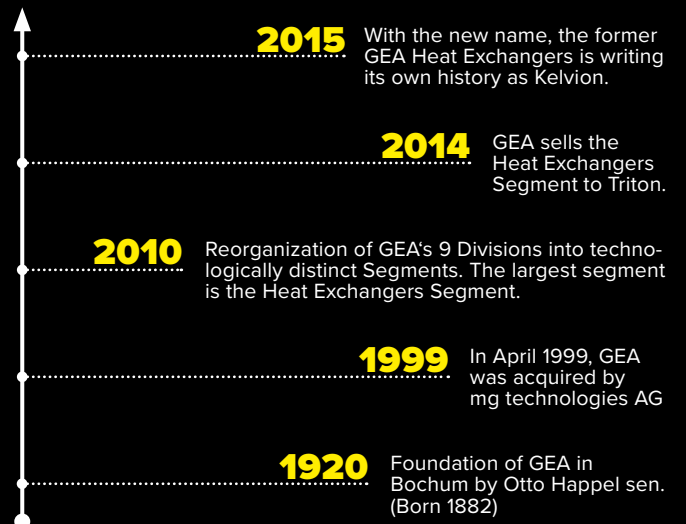 2015
With the new name, the former
GEA Heat Exchangers is writing
its own history as Kelvion.
2014
GEA sells the
Heat Exchangers
Segment to Triton.
2010
Reorganization of GEA‘s 9 Divisions into techno-
logically distinct Segments. The largest segment
is the Heat Exchangers Segment.
1999
In April 1999, GEA
was acquired by
mg technologies AG
1920
Foundation of GEA in
Bochum by Otto Happel sen.
(Born 1882)